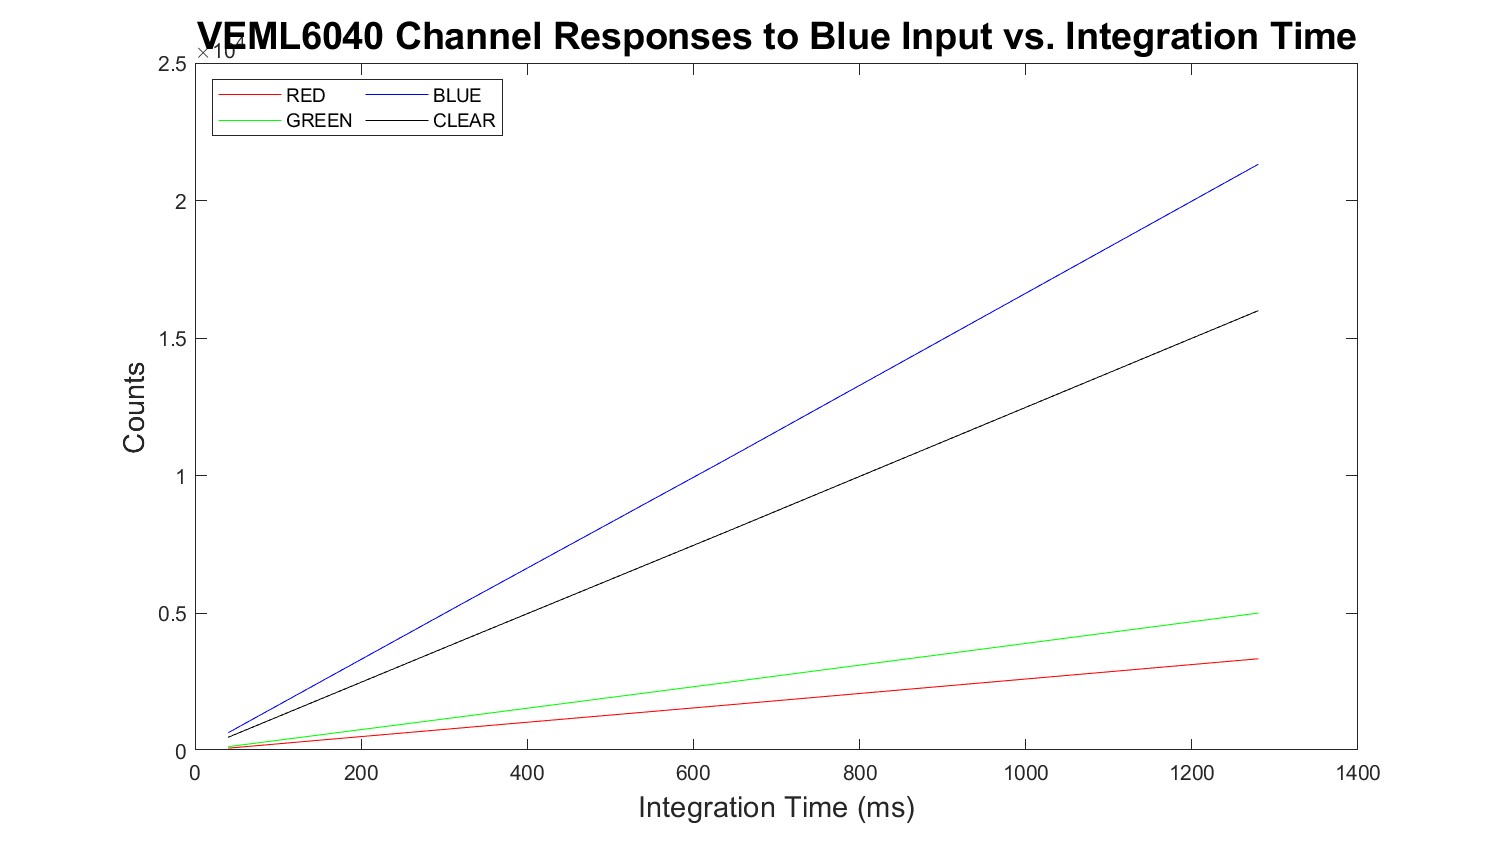 VEML6040 Channel Responses to Blue Input vs. Integration Time
×10
2.5
RED BLUE
GREEN CLEAR
2
1.5
Counts
1
0.5
0
0 200 400 600 800 1000 1200 1400
Integration Time (ms)